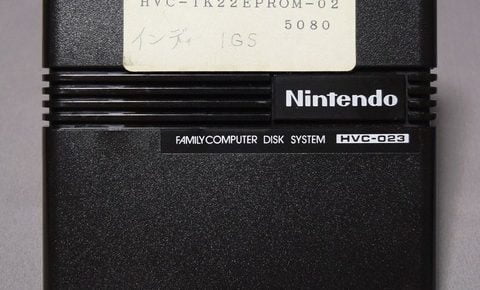 HVC-TK22EPROM-02
5080
インディ IGS
Nintendo
FAMILY COMPUTER DISK SYSTEM HVC-023